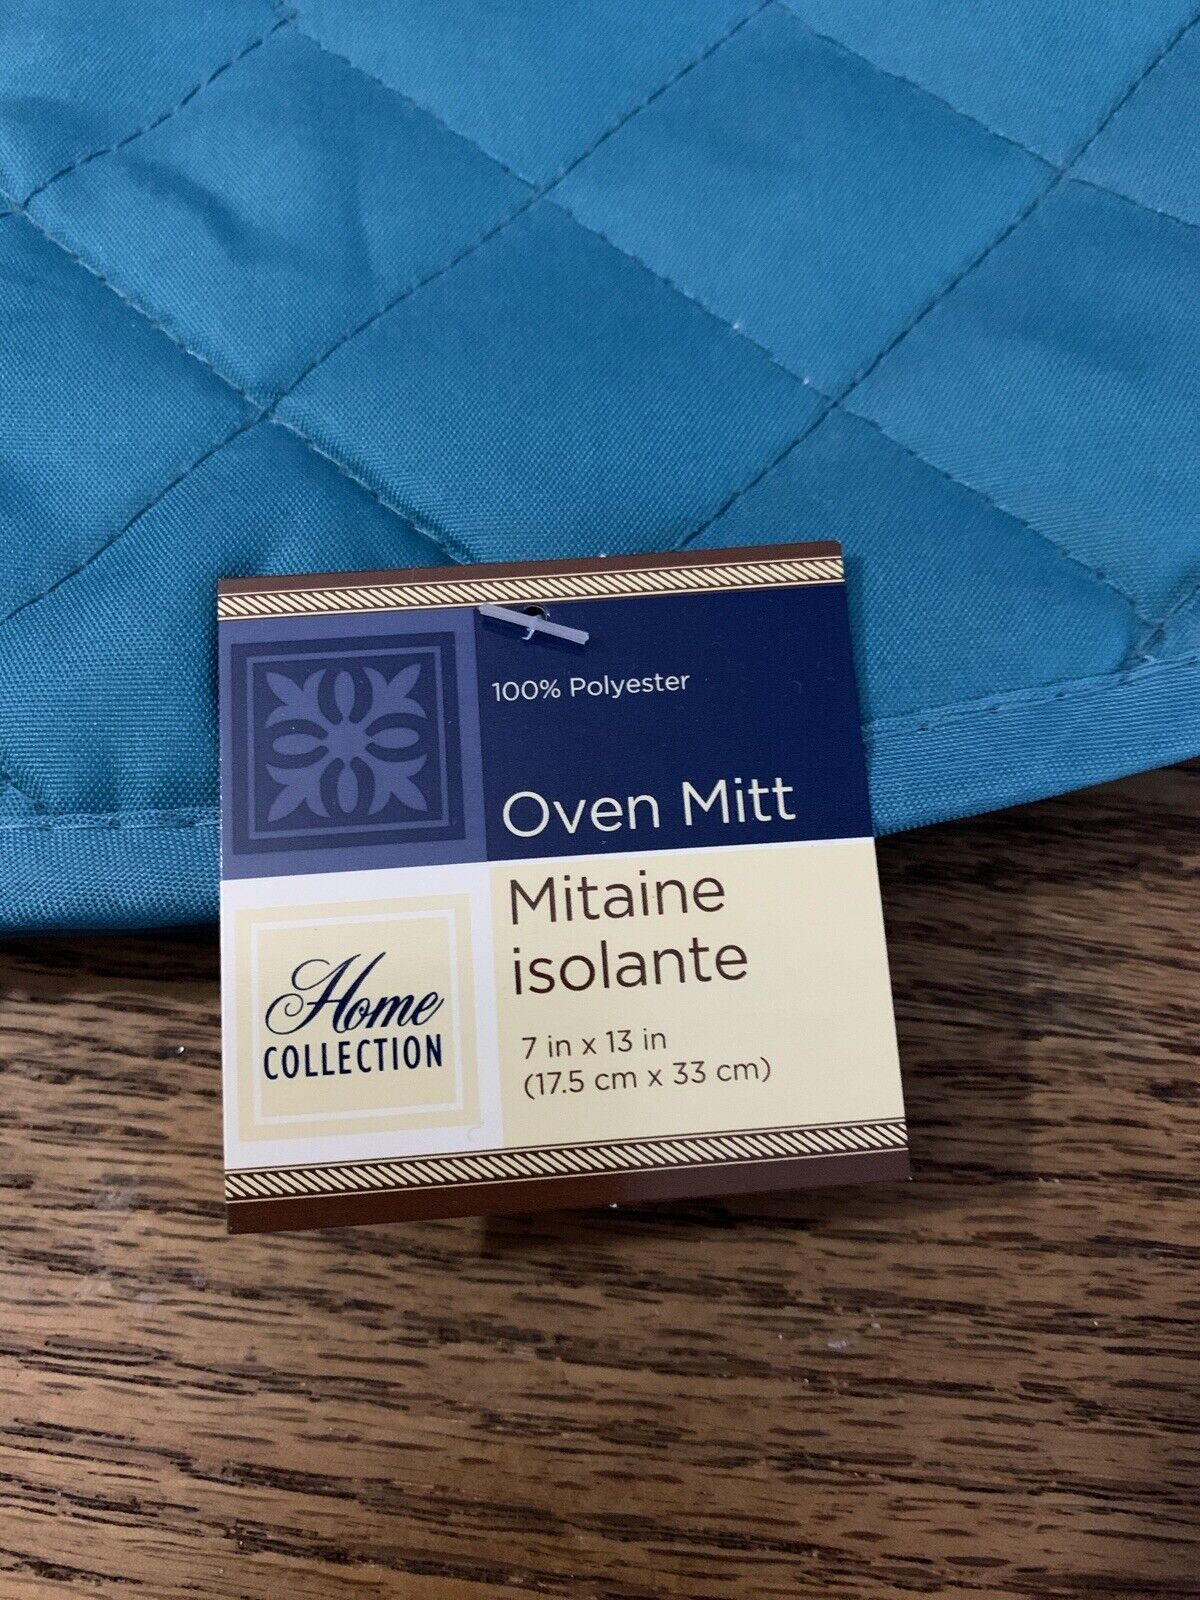 100% Polyester
Oven Mitt
Mitaine
isolante
7 in x 13 in
(17.5 cm x 33 cm)
Home
COLLECTION